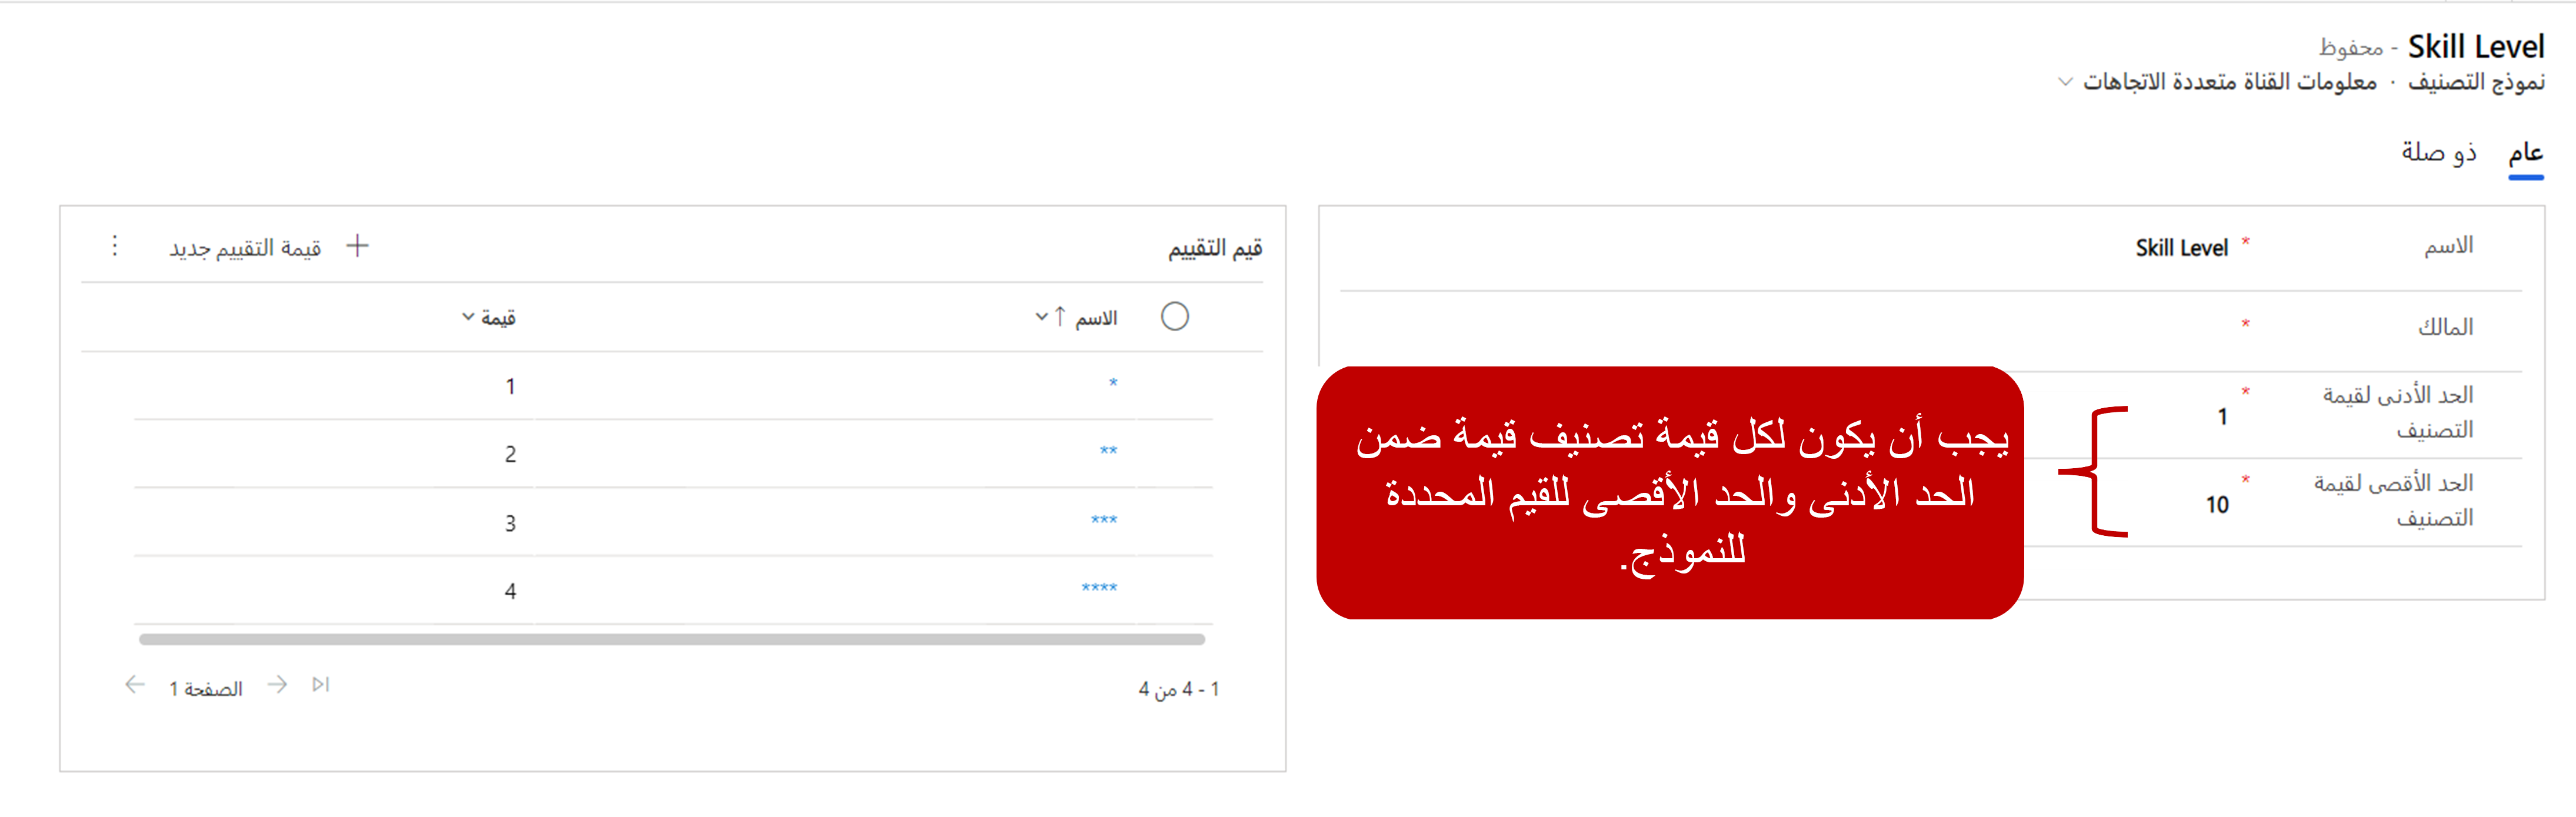 Skill Level - محفوظ
نموذج التصنيف · معلومات القناة متعددة الاتجاهات
عام ذو صلة
الاسم * Skill Level
المالك *
الحد الأدنى لقيمة التصنيف * 1
الحد الأقصى لقيمة التصنيف * 10
يجب أن يكون لكل قيمة تصنيف قيمة ضمن
الحد الأدنى والحد الأقصى للقيم المحددة
للنموذج.
قيم التقييم
+ قيمة التقييم جديد
الاسم ↑ قيمة
* 1
** 2
*** 3
**** 4
1 - 4 من 4
الصفحة 1